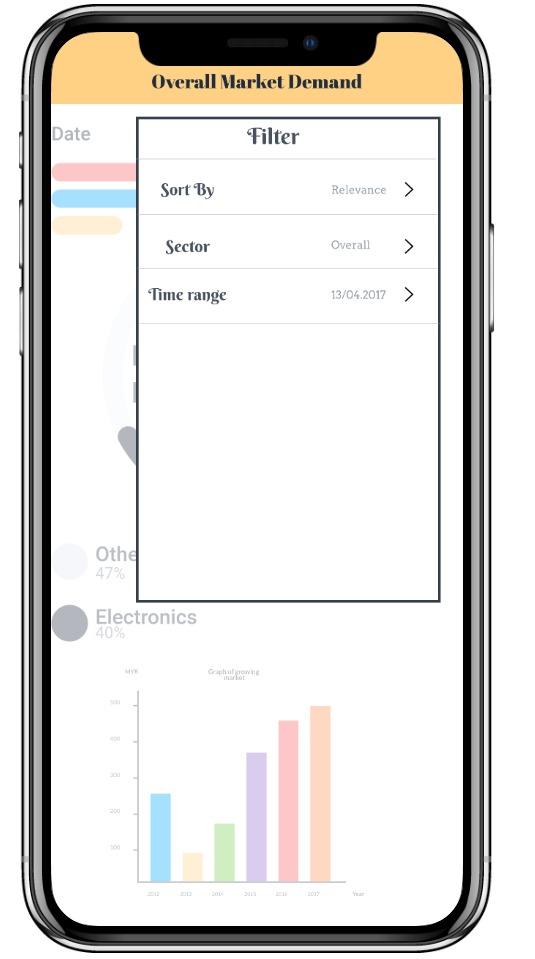 Overall Market Demand
Date
Filter
Sort By Relevance
Sector Overall
Time range 13/04.2017
Othe
47%
Electronics
40%
MYR
Graph of growing
market
500
400
300
200
100
2012 2013 2014 2015 2016 2017 Year